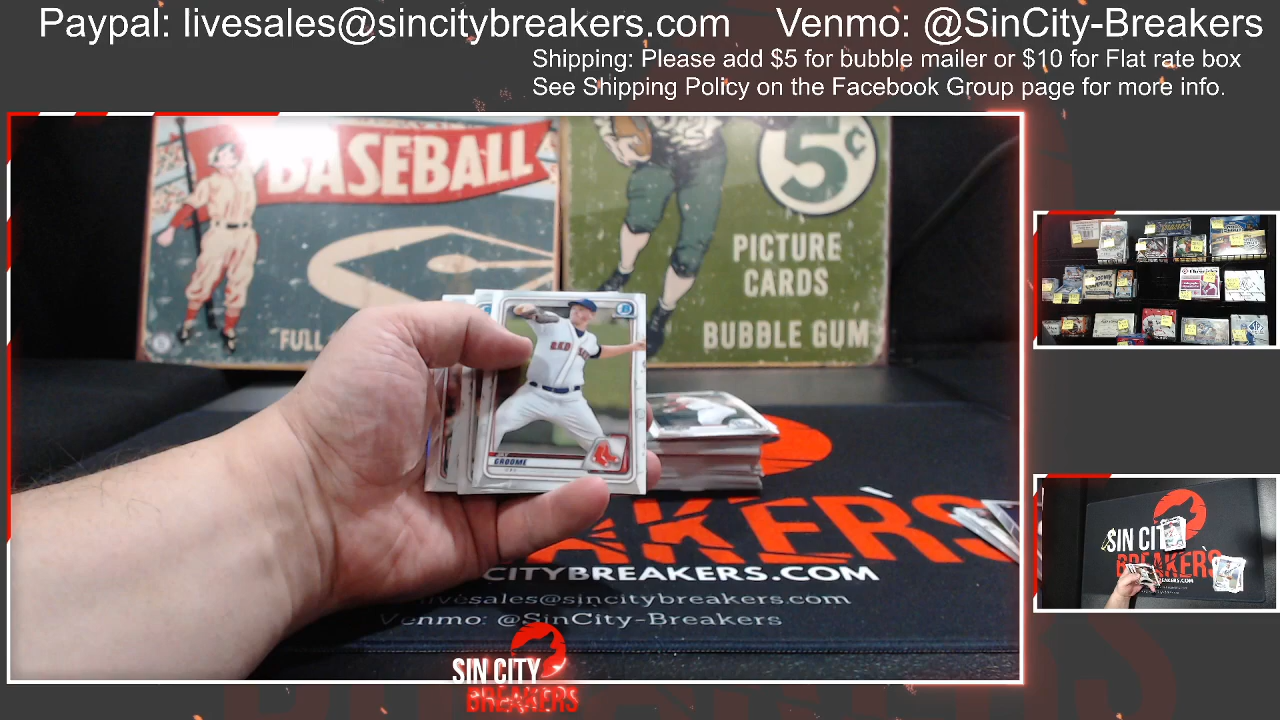 Paypal: livesales@sincitybreakers.com Venmo: @SinCity-Breakers
Shipping: Please add $5 for bubble mailer or $10 for Flat rate box
See Shipping Policy on the Facebook Group page for more info.
BASEBALL
5¢
PICTURE
CARDS
FULL
BUBBLE GUM
RED SOX
GROOME
AKERS
CITYBREAKERS.COM
livesales@sincitybreakers.com
Venmo: @SinCity-Breakers
SIN CITY
BREAKERS
SIN CIT
BREAKERS